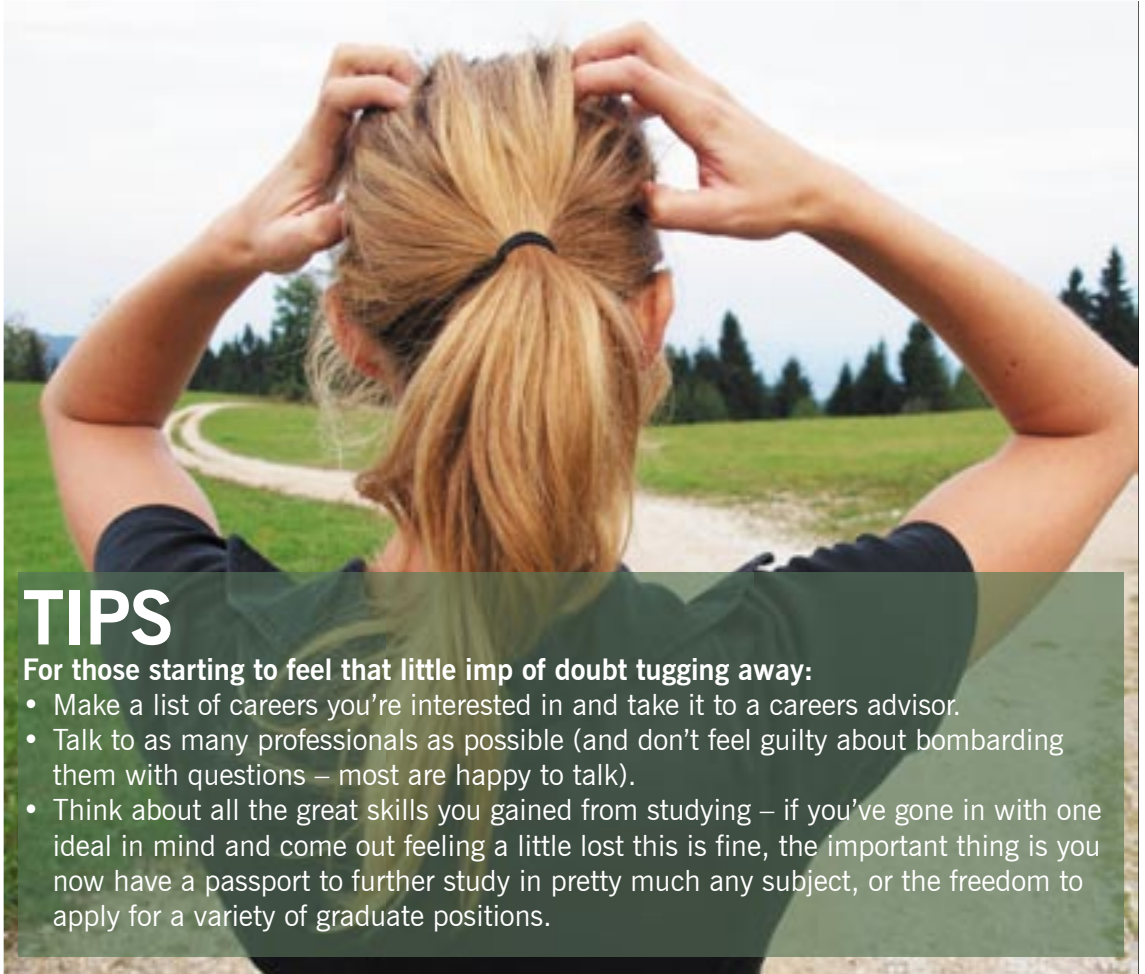 TIPS
For those starting to feel that little imp of doubt tugging away:
• Make a list of careers you're interested in and take it to a careers advisor.
• Talk to as many professionals as possible (and don't feel guilty about bombarding
them with questions – most are happy to talk).
• Think about all the great skills you gained from studying – if you've gone in with one
ideal in mind and come out feeling a little lost this is fine, the important thing is you
now have a passport to further study in pretty much any subject, or the freedom to
apply for a variety of graduate positions.